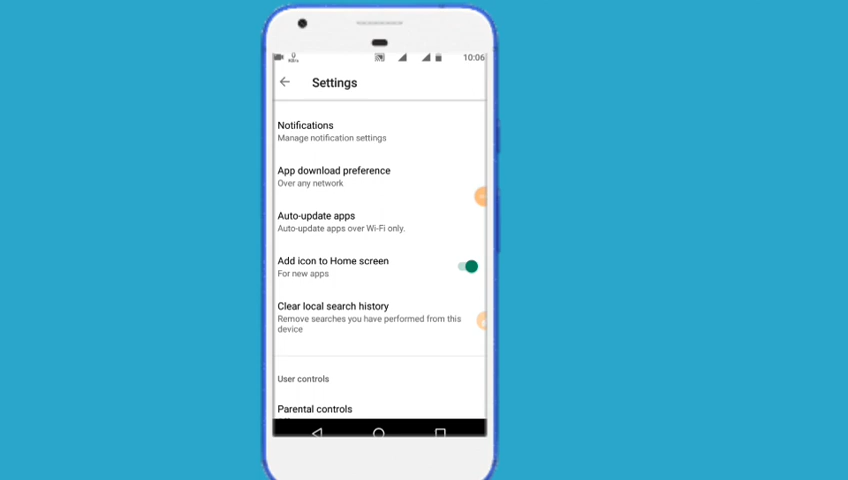 10:06
Settings
Notifications
Manage notification settings
App download preference
Over any network
Auto-update apps
Auto-update apps over Wi-Fi only.
Add icon to Home screen
For new apps
Clear local search history
Remove searches you have performed from this
device
User controls
Parental controls